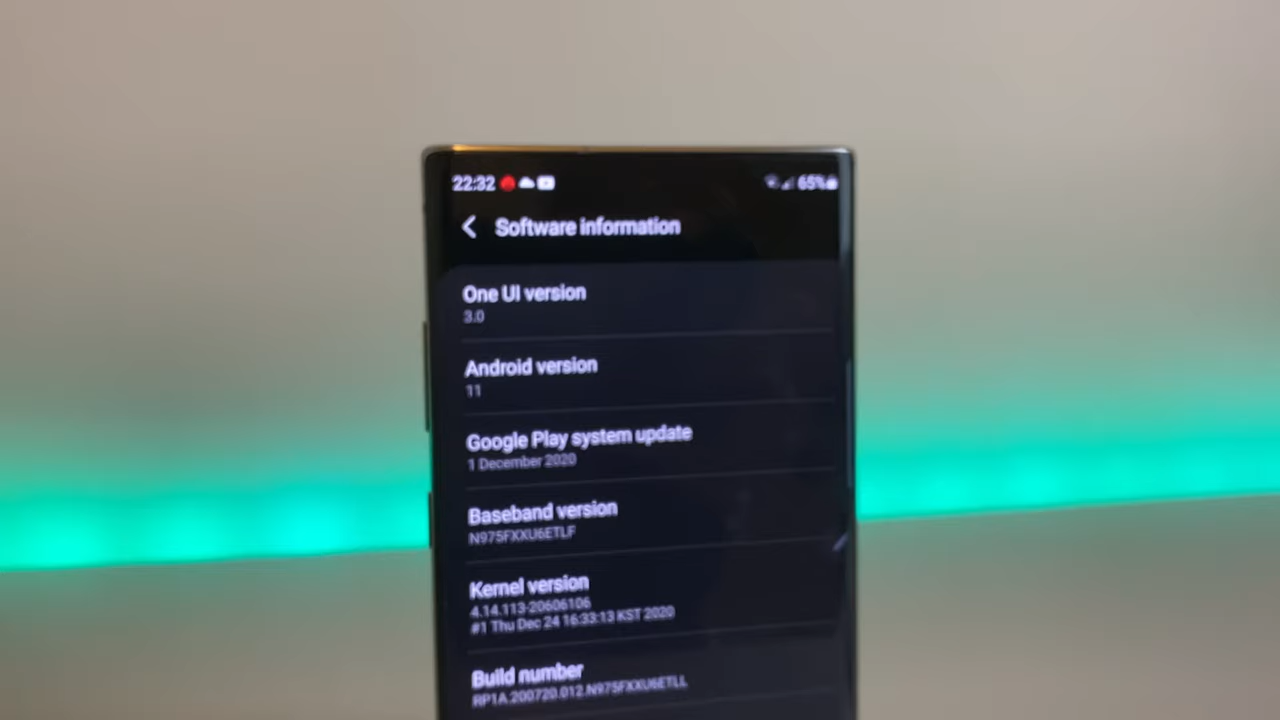 22:32
65%
Software information
One UI version
3.0
Android version
11
Google Play system update
1 December 2020
Baseband version
N975FXXU6ETLF
Kernel version
4.14.113-20606106
#1 Thu Dec 24 16:33:13 KST 2020
Build number
RP1A.200720.012.N975FXXU6ETLL